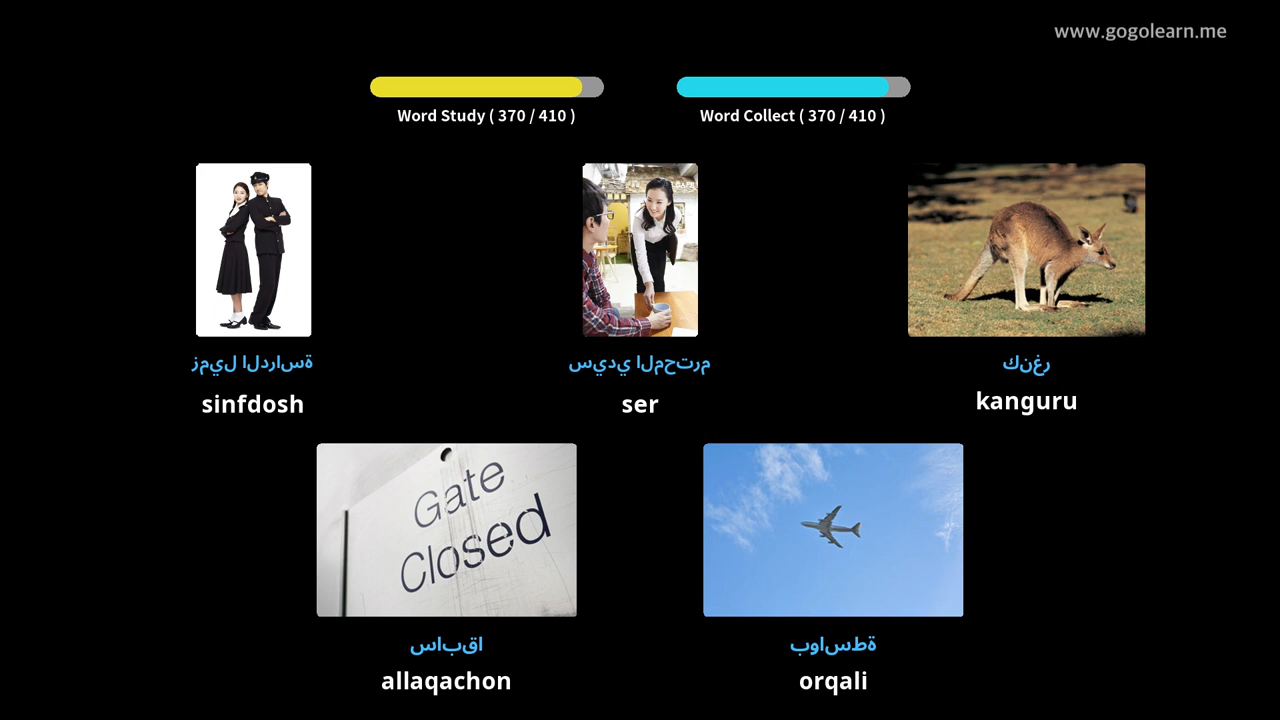 www.gogolearn.me
Word Study ( 370 / 410 )
Word Collect ( 370 / 410 )
زميل الدراسة
سيدي المحترم
كنغر
sinfdosh
ser
kanguru
Gate
Closed
سابقا
بواسطة
allaqachon
orqali